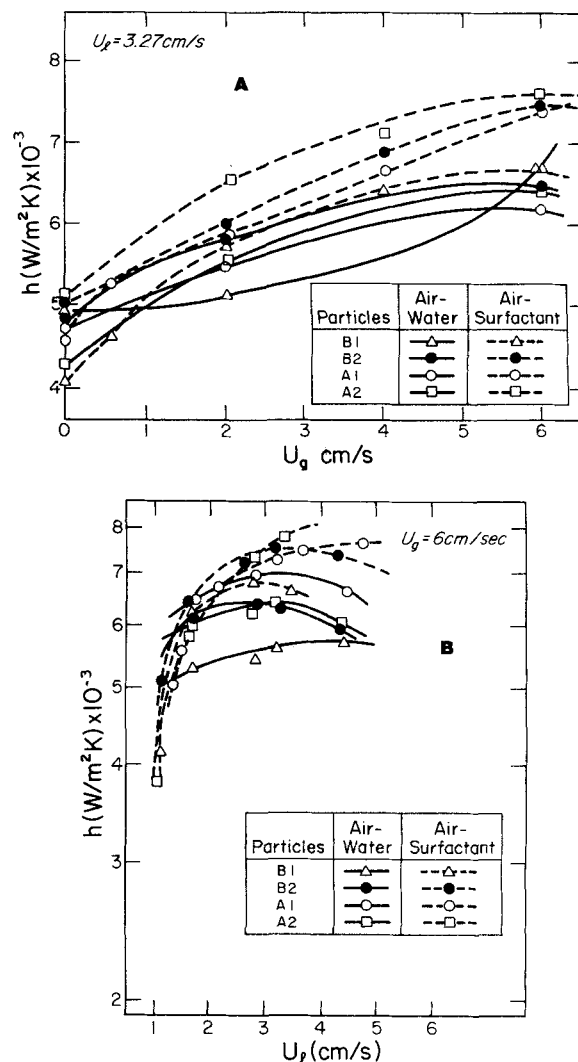 U_ℓ = 3.27cm/s
A
h(W/m²K)×10⁻³
8
7
6
5
4
Particles Air-Water Air-Surfactant
B1
B2
A1
A2
0 1 2 3 4 5 6
U_g cm/s
U_g = 6cm/sec
B
h(W/m²K)×10⁻³
8
7
6
5
4
3
2
Particles Air-Water Air-Surfactant
B1
B2
A1
A2
1 2 3 4 5 6
U_ℓ(cm/s)